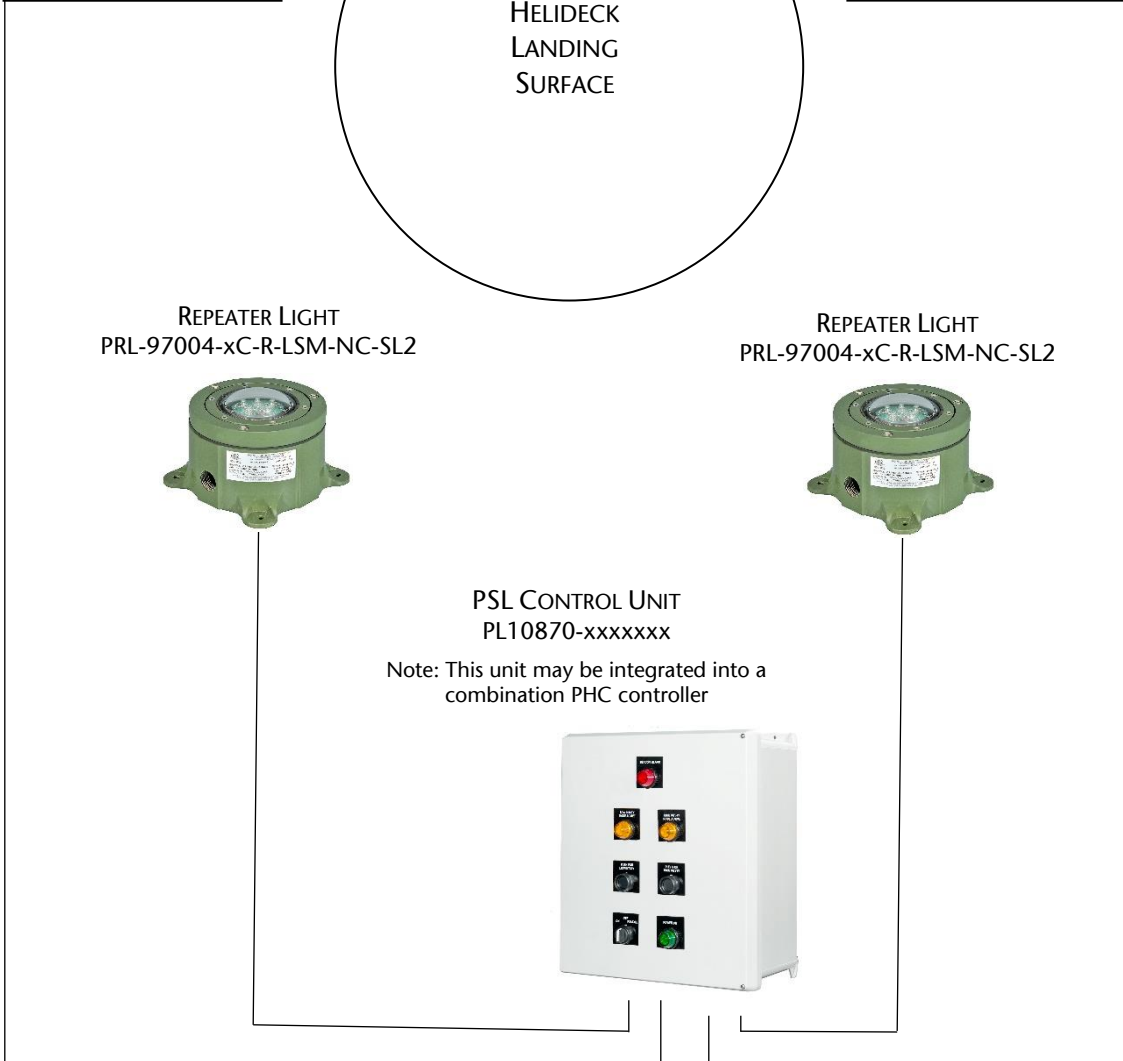 HELIDECK
LANDING
SURFACE
REPEATER LIGHT
PRL-97004-xC-R-LSM-NC-SL2
REPEATER LIGHT
PRL-97004-xC-R-LSM-NC-SL2
PSL CONTROL UNIT
PL10870-xxxxxxx
Note: This unit may be integrated into a
combination PHC controller